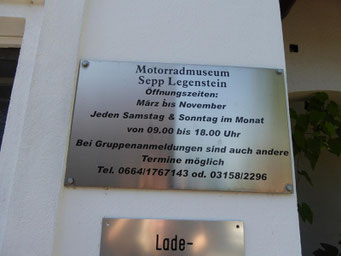 Motorradmuseum
Sepp Legenstein
Öffnungszeiten:
März bis November
Jeden Samstag & Sonntag im Monat
von 09.00 bis 18.00 Uhr
Bei Gruppenanmeldungen sind auch andere
Termine möglich
Tel. 0664/1767143 od. 03158/2296
Lade-